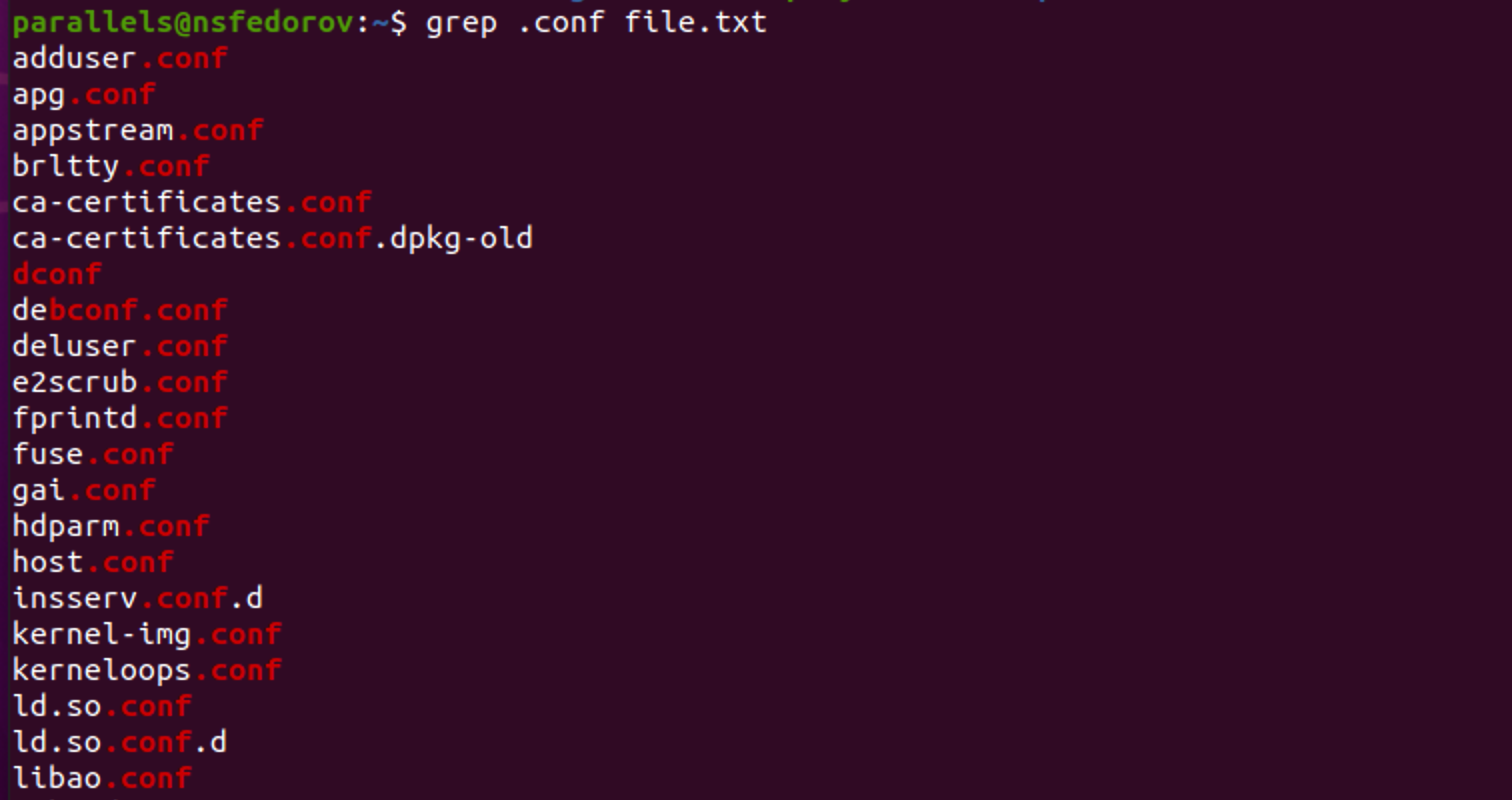 parallels@nsfedorov:~$ grep .conf file.txt
adduser.conf
apg.conf
appstream.conf
brltty.conf
ca-certificates.conf
ca-certificates.conf.dpkg-old
dconf
debconf.conf
deluser.conf
e2scrub.conf
fprintd.conf
fuse.conf
gai.conf
hdparm.conf
host.conf
insserv.conf.d
kernel-img.conf
kerneloops.conf
ld.so.conf
ld.so.conf.d
libao.conf